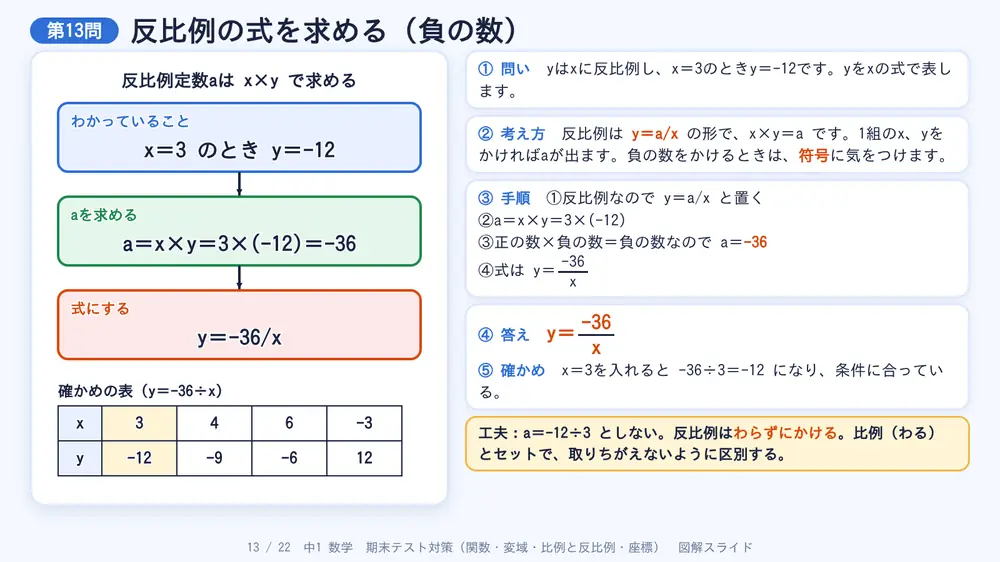 第13問 反比例の式を求める（負の数）
反比例定数aは x×y で求める
わかっていること
x＝3 のとき y＝−12
aを求める
a＝x×y＝3×(−12)＝−36
式にする
y＝−36/x
確かめの表（y＝−36÷x）
x 3 4 6 −3
y −12 −9 −6 12
① 問い yはxに反比例し、x＝3のときy＝−12です。yをxの式で表し
ます。
② 考え方 反比例は y＝a/x の形で、x×y＝a です。1組のx、yを
かければaが出ます。負の数をかけるときは、符号に気をつけます。
③ 手順 ①反比例なので y＝a/x と置く
②a＝x×y＝3×(−12)
③正の数×負の数＝負の数なので a＝−36
④式は y＝−36/x
④ 答え y＝−36/x
⑤ 確かめ x＝3を入れると −36÷3＝−12 になり、条件に合ってい
る。
工夫：a＝−12÷3 としない。反比例はわらずにかける。比例（わる）
とセットで、取りちがえないように区別する。
13 / 22 中1 数学 期末テスト対策（関数・変域・比例と反比例・座標） 図解スライド